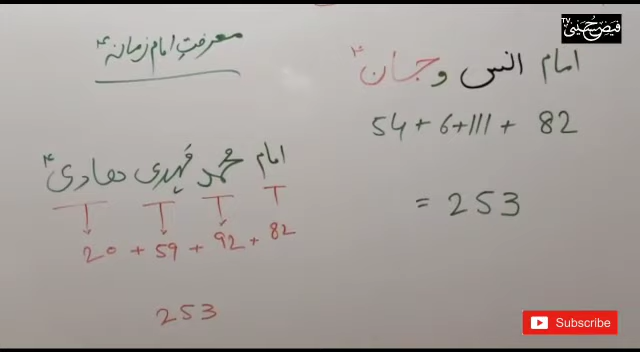 معرفتِ امام زمانہ ؑ
امام انس و جان ؑ
54 + 6 + 111 + 82
= 253
امام محمد مہدی ھادی ؑ
20 + 59 + 92 + 82
253
فیض حسینی TV
Subscribe